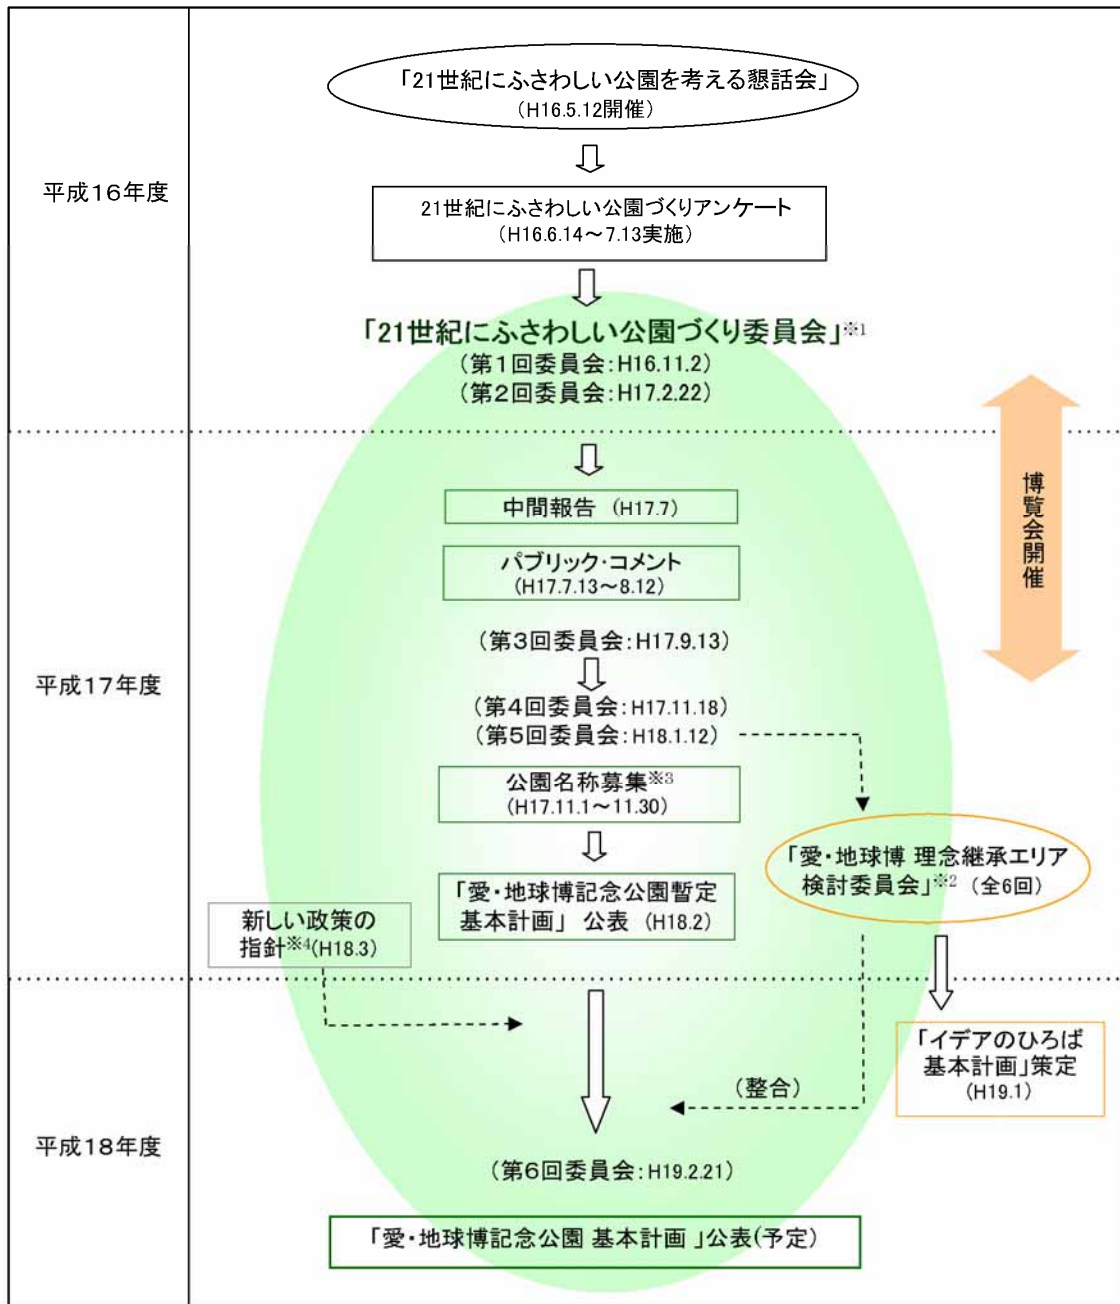 平成16年度
「21世紀にふさわしい公園を考える懇話会」
(H16.5.12開催)
21世紀にふさわしい公園づくりアンケート
(H16.6.14～7.13実施)
「21世紀にふさわしい公園づくり委員会」※1
(第1回委員会:H16.11.2)
(第2回委員会:H17.2.22)
博覧会開催
平成17年度
中間報告 (H17.7)
パブリック・コメント
(H17.7.13～8.12)
(第3回委員会:H17.9.13)
(第4回委員会:H17.11.18)
(第5回委員会:H18.1.12)
公園名称募集※3
(H17.11.1～11.30)
「愛・地球博 理念継承エリア
検討委員会」※2 (全6回)
「愛・地球博記念公園暫定
基本計画」 公表 (H18.2)
新しい政策の
指針※4(H18.3)
平成18年度
「イデアのひろば
基本計画」策定
(H19.1)
(整合)
(第6回委員会:H19.2.21)
「愛・地球博記念公園 基本計画 」公表(予定)